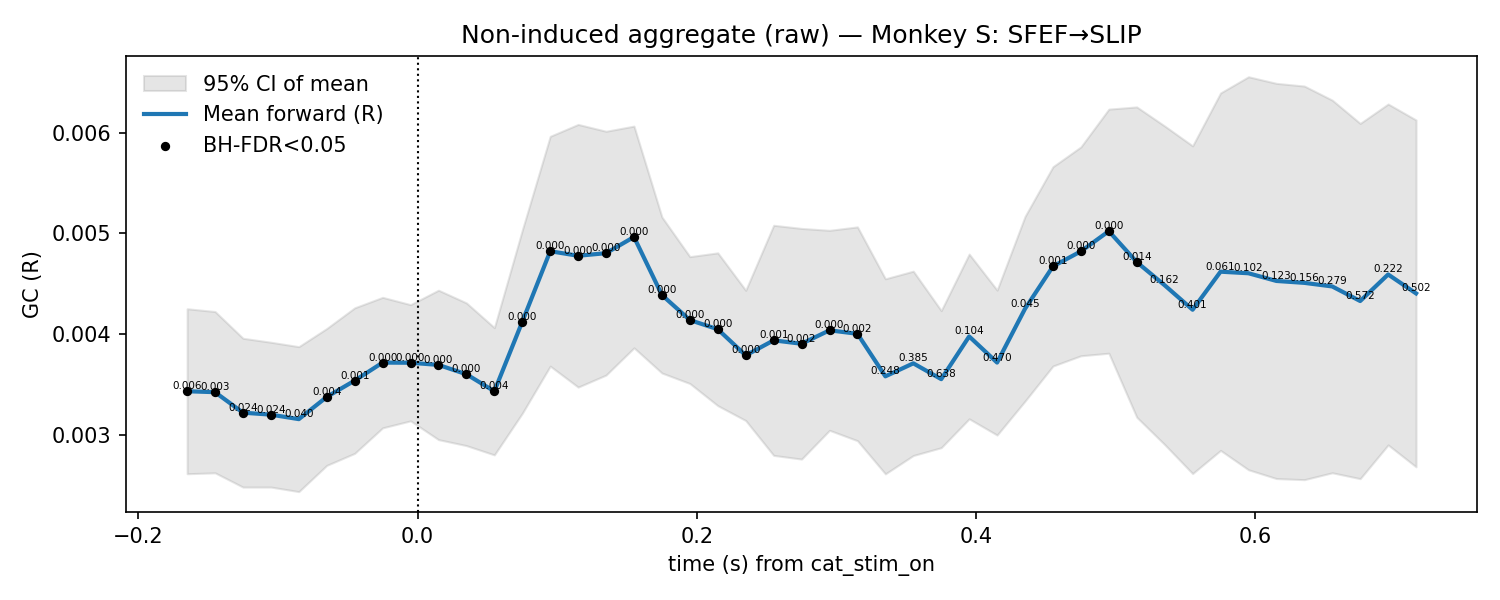 Non-induced aggregate (raw) — Monkey S: SFEF→SLIP
95% CI of mean
Mean forward (R)
BH-FDR<0.05
GC (R)
0.006
0.005
0.004
0.003
0.006 0.003 0.024 0.024 0.040 0.004 0.001 0.000 0.000 0.000 0.000 0.004 0.000 0.000 0.000 0.000 0.000 0.000 0.000 0.000 0.000 0.001 0.002 0.000 0.002 0.248 0.385 0.638 0.104 0.470 0.045 0.001 0.000 0.000 0.014 0.162 0.401 0.061 0.102 0.123 0.156 0.279 0.572 0.222 0.502
−0.2 0.0 0.2 0.4 0.6
time (s) from cat_stim_on